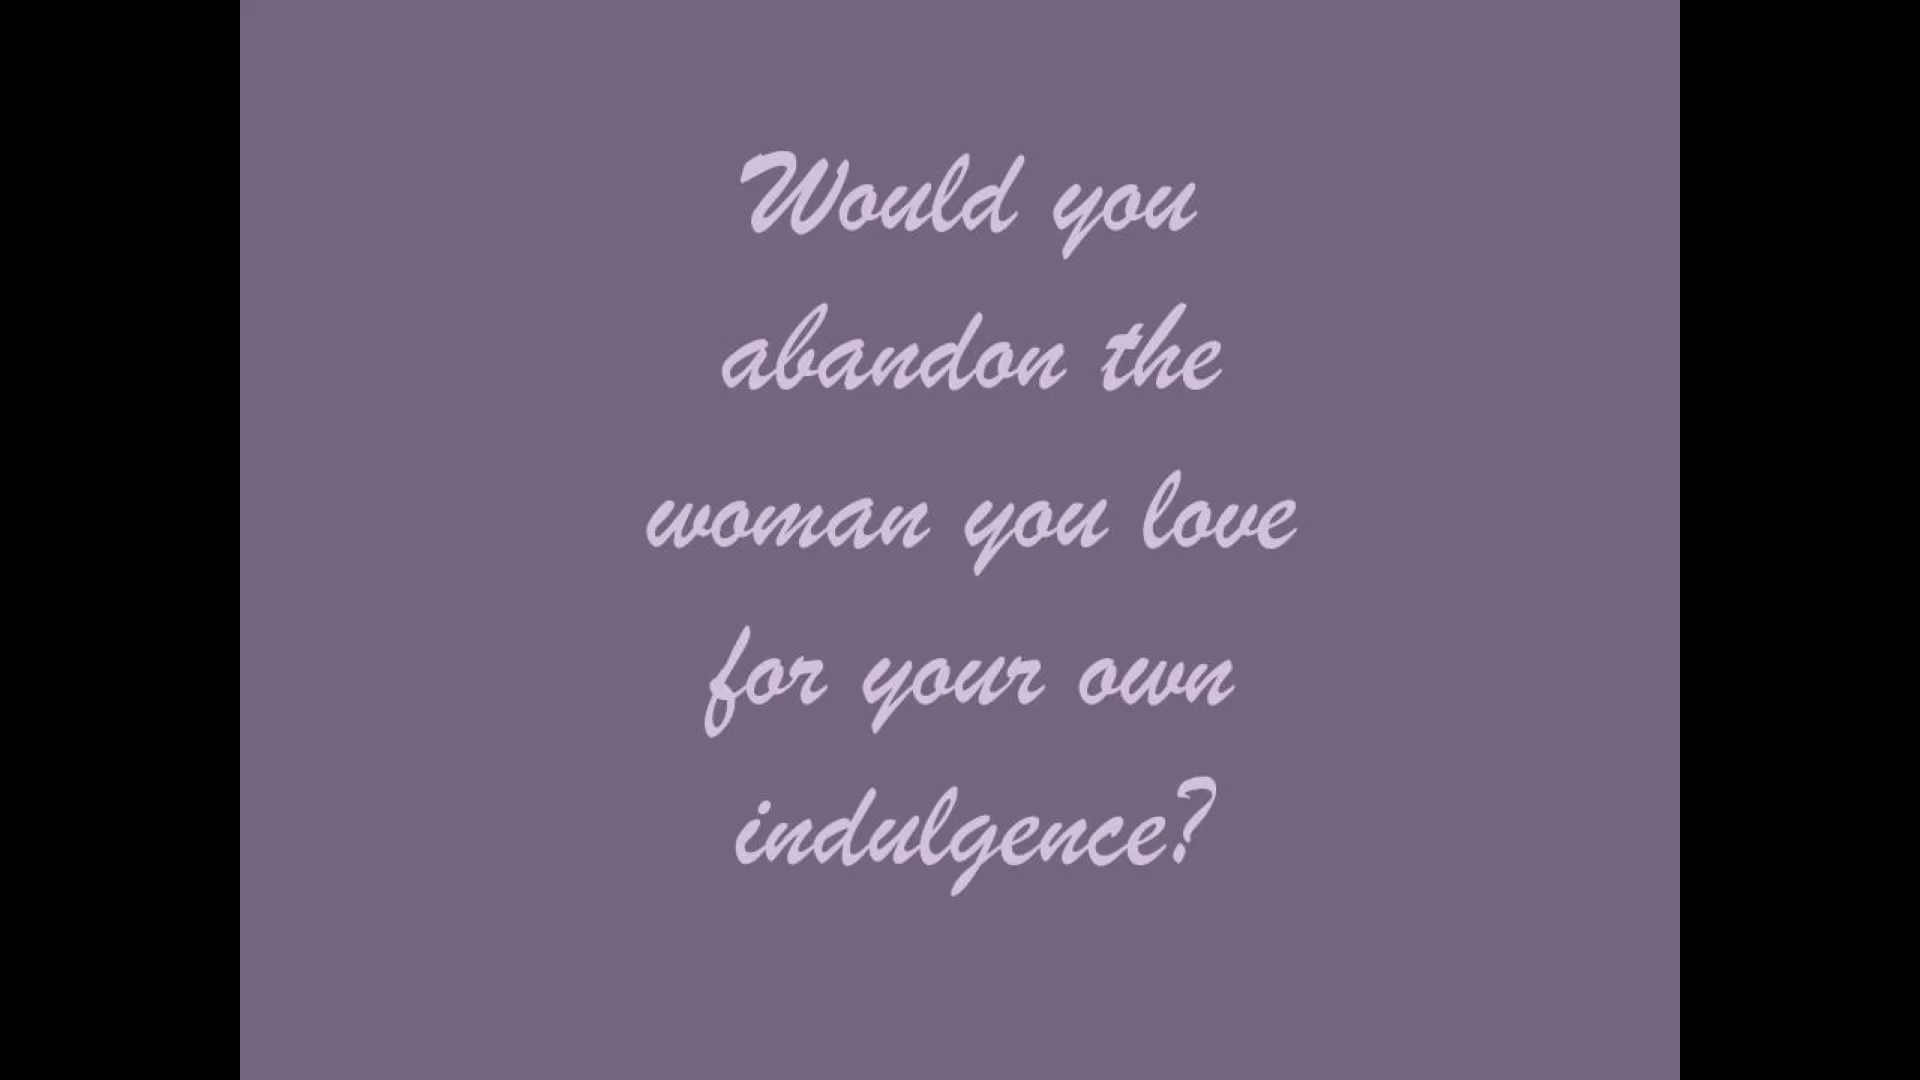 Would you
abandon the
woman you love
for your own
indulgence?